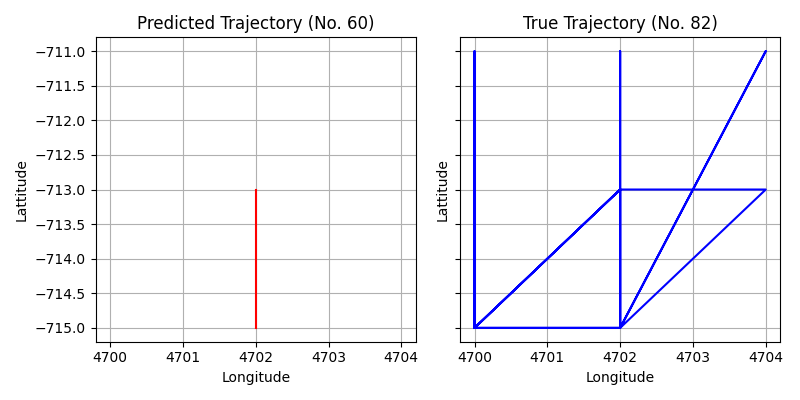 Predicted Trajectory (No. 60)
−711.0
−711.5
−712.0
−712.5
−713.0
−713.5
−714.0
−714.5
−715.0
Lattitude
4700 4701 4702 4703 4704
Longitude
True Trajectory (No. 82)
Lattitude
4700 4701 4702 4703 4704
Longitude